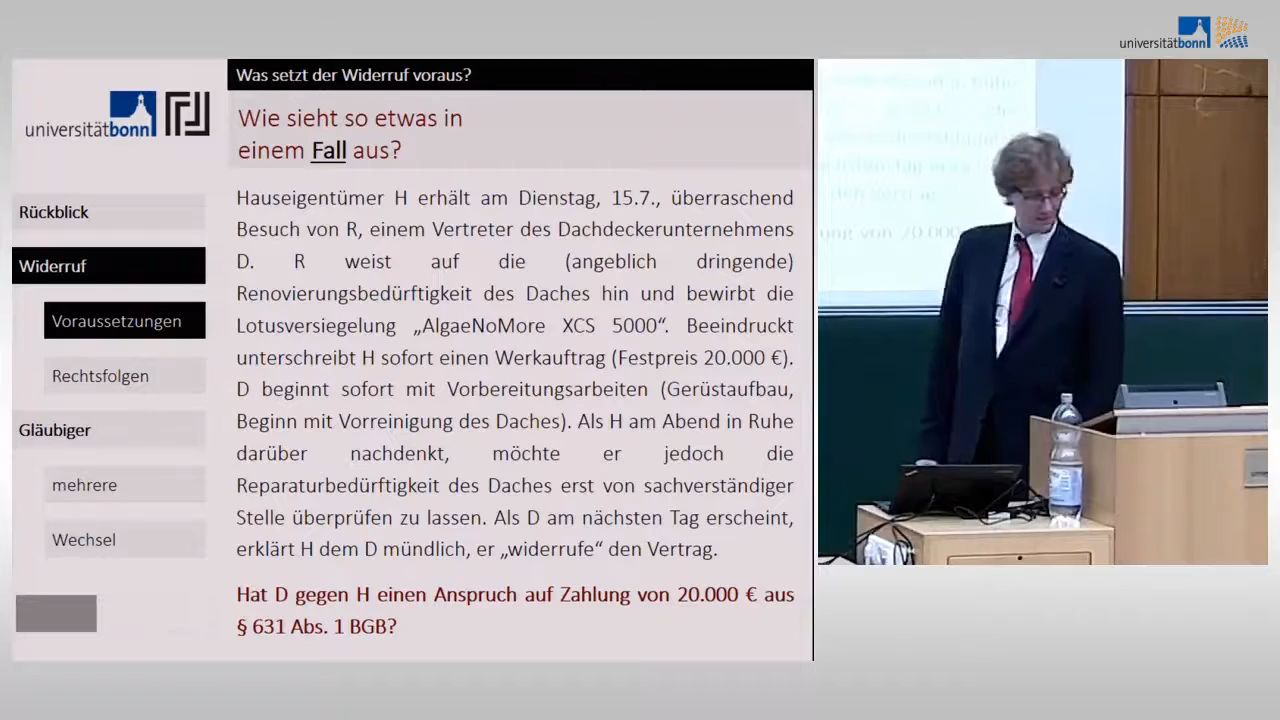 universitätbonn
Was setzt der Widerruf voraus?
universitätbonn
Wie sieht so etwas in
einem Fall aus?
Rückblick
Widerruf
Voraussetzungen
Rechtsfolgen
Gläubiger
mehrere
Wechsel
Hauseigentümer H erhält am Dienstag, 15.7., überraschend
Besuch von R, einem Vertreter des Dachdeckerunternehmens
D. R weist auf die (angeblich dringende)
Renovierungsbedürftigkeit des Daches hin und bewirbt die
Lotusversiegelung „AlgaeNoMore XCS 5000“. Beeindruckt
unterschreibt H sofort einen Werkauftrag (Festpreis 20.000 €).
D beginnt sofort mit Vorbereitungsarbeiten (Gerüstaufbau,
Beginn mit Vorreinigung des Daches). Als H am Abend in Ruhe
darüber nachdenkt, möchte er jedoch die
Reparaturbedürftigkeit des Daches erst von sachverständiger
Stelle überprüfen zu lassen. Als D am nächsten Tag erscheint,
erklärt H dem D mündlich, er „widerrufe“ den Vertrag.
Hat D gegen H einen Anspruch auf Zahlung von 20.000 € aus
§ 631 Abs. 1 BGB?